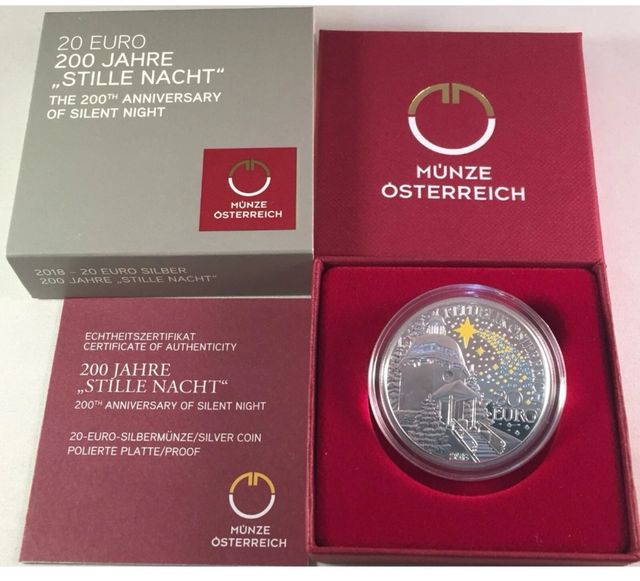 20 EURO
200 JAHRE
„STILLE NACHT“
THE 200TH ANNIVERSARY
OF SILENT NIGHT
MÜNZE
ÖSTERREICH
2018 – 20 EURO SILBER
200 JAHRE „STILLE NACHT“
MÜNZE
ÖSTERREICH
ECHTHEITSZERTIFIKAT
CERTIFICATE OF AUTHENTICITY
200 JAHRE
„STILLE NACHT“
200TH ANNIVERSARY OF SILENT NIGHT
20-EURO-SILBERMÜNZE/SILVER COIN
POLIERTE PLATTE/PROOF
MÜNZE
ÖSTERREICH
REPUBLIK
20
EURO
2018